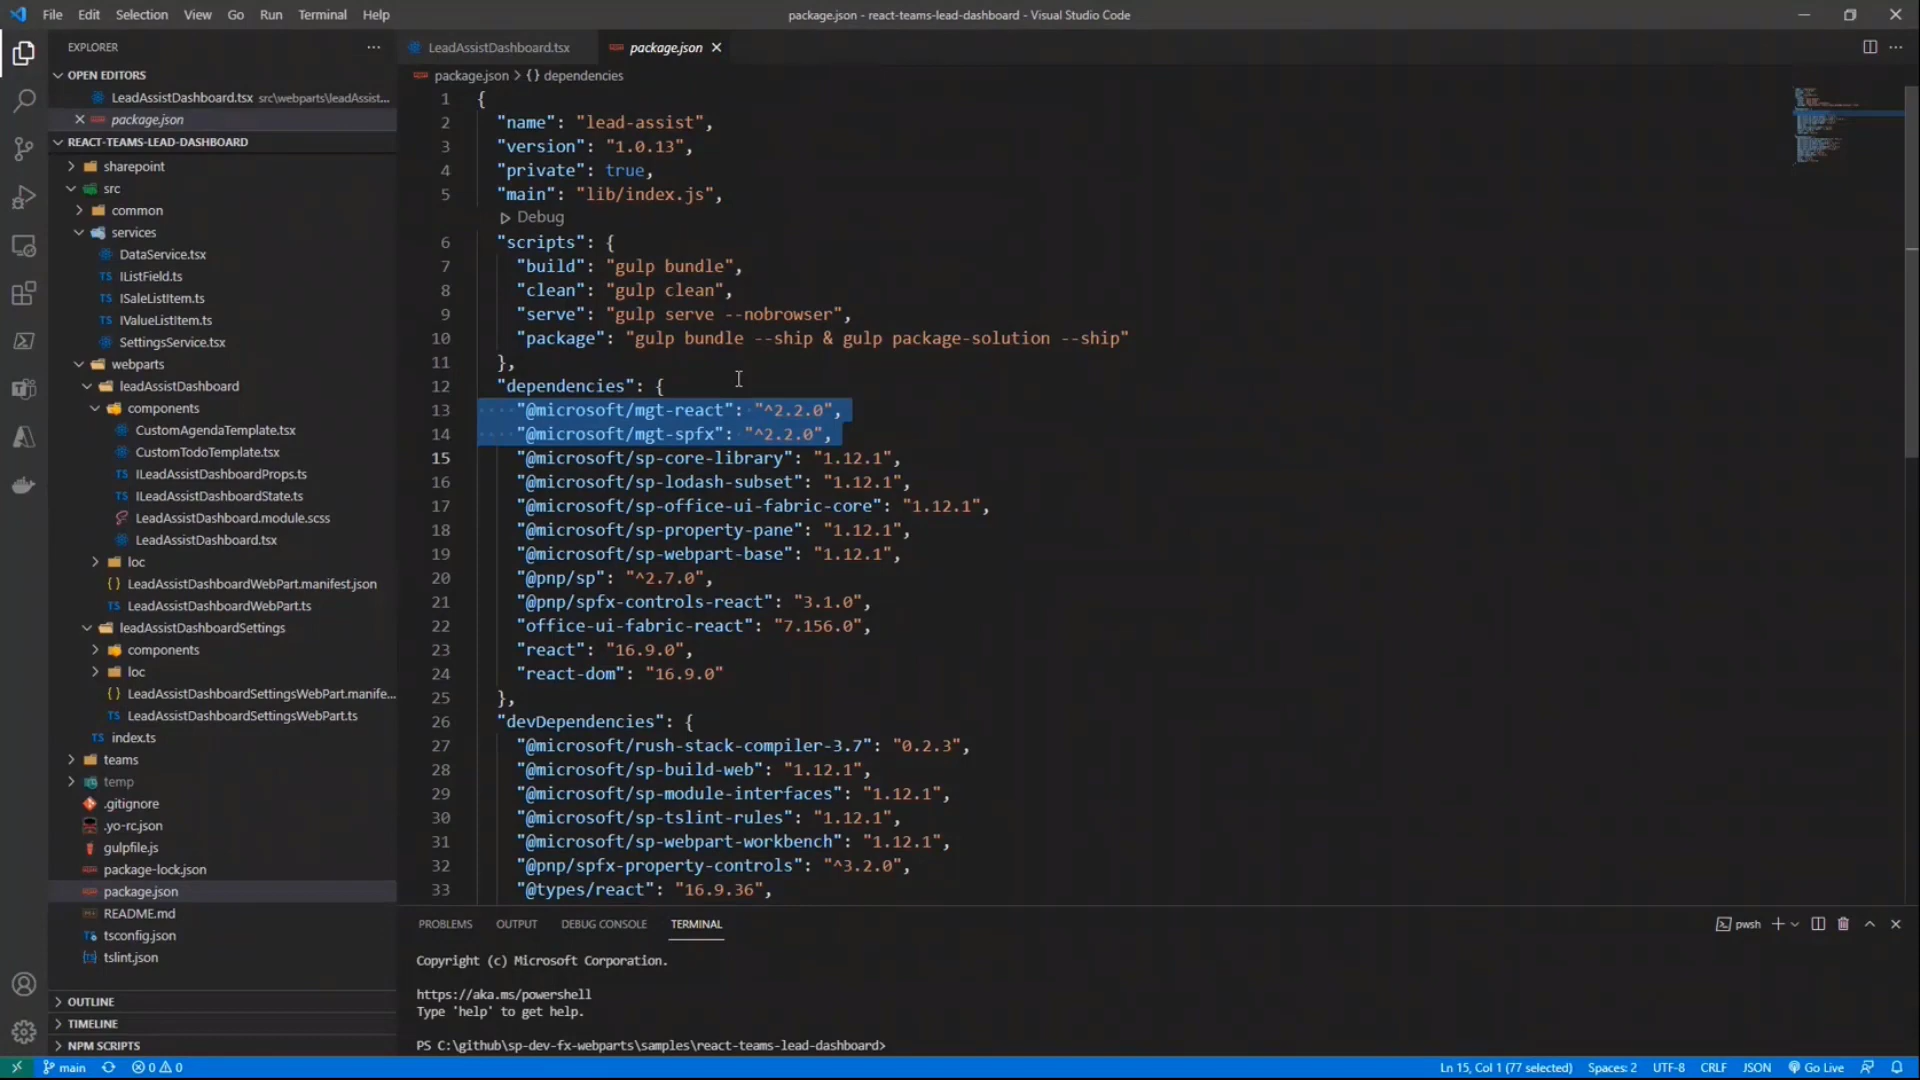 File Edit Selection View Go Run Terminal Help
package.json - react-teams-lead-dashboard - Visual Studio Code
EXPLORER
OPEN EDITORS
LeadAssistDashboard.tsx src\webparts\leadAssist...
package.json
REACT-TEAMS-LEAD-DASHBOARD
sharepoint
src
common
services
DataService.tsx
IListField.ts
ISaleListItem.ts
IValueListItem.ts
SettingsService.tsx
webparts
leadAssistDashboard
components
CustomAgendaTemplate.tsx
CustomTodoTemplate.tsx
ILeadAssistDashboardProps.ts
ILeadAssistDashboardState.ts
LeadAssistDashboard.module.scss
LeadAssistDashboard.tsx
loc
LeadAssistDashboardWebPart.manifest.json
LeadAssistDashboardWebPart.ts
leadAssistDashboardSettings
components
loc
LeadAssistDashboardSettingsWebPart.manife...
LeadAssistDashboardSettingsWebPart.ts
index.ts
teams
temp
.gitignore
.yo-rc.json
gulpfile.js
package-lock.json
package.json
README.md
tsconfig.json
tslint.json
OUTLINE
TIMELINE
NPM SCRIPTS
LeadAssistDashboard.tsx package.json
package.json > {} dependencies
1 {
2 "name": "lead-assist",
3 "version": "1.0.13",
4 "private": true,
5 "main": "lib/index.js",
Debug
6 "scripts": {
7 "build": "gulp bundle",
8 "clean": "gulp clean",
9 "serve": "gulp serve --nobrowser",
10 "package": "gulp bundle --ship & gulp package-solution --ship"
11 },
12 "dependencies": {
13 "@microsoft/mgt-react": "^2.2.0",
14 "@microsoft/mgt-spfx": "^2.2.0",
15 "@microsoft/sp-core-library": "1.12.1",
16 "@microsoft/sp-lodash-subset": "1.12.1",
17 "@microsoft/sp-office-ui-fabric-core": "1.12.1",
18 "@microsoft/sp-property-pane": "1.12.1",
19 "@microsoft/sp-webpart-base": "1.12.1",
20 "@pnp/sp": "^2.7.0",
21 "@pnp/spfx-controls-react": "3.1.0",
22 "office-ui-fabric-react": "7.156.0",
23 "react": "16.9.0",
24 "react-dom": "16.9.0"
25 },
26 "devDependencies": {
27 "@microsoft/rush-stack-compiler-3.7": "0.2.3",
28 "@microsoft/sp-build-web": "1.12.1",
29 "@microsoft/sp-module-interfaces": "1.12.1",
30 "@microsoft/sp-tslint-rules": "1.12.1",
31 "@microsoft/sp-webpart-workbench": "1.12.1",
32 "@pnp/spfx-property-controls": "^3.2.0",
33 "@types/react": "16.9.36",
PROBLEMS OUTPUT DEBUG CONSOLE TERMINAL
pwsh
Copyright (c) Microsoft Corporation.
https://aka.ms/powershell
Type 'help' to get help.
PS C:\github\sp-dev-fx-webparts\samples\react-teams-lead-dashboard>
main 0 0
Ln 15, Col 1 (77 selected) Spaces: 2 UTF-8 CRLF JSON Go Live